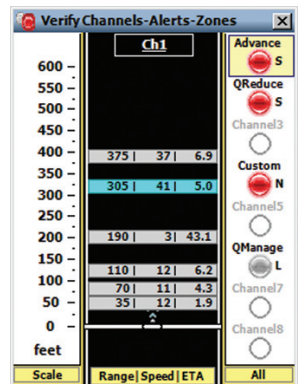 Verify Channels-Alerts-Zones
Ch1
600
550
500
450
400
350
300
250
200
150
100
50
0
feet
375 | 37 | 6.9
305 | 41 | 5.0
190 | 3 | 43.1
110 | 12 | 6.2
70 | 11 | 4.3
35 | 12 | 1.9
Advance
S
QReduce
S
Channel3
Custom
N
Channel5
QManage
L
Channel7
Channel8
Scale
Range | Speed | ETA
All